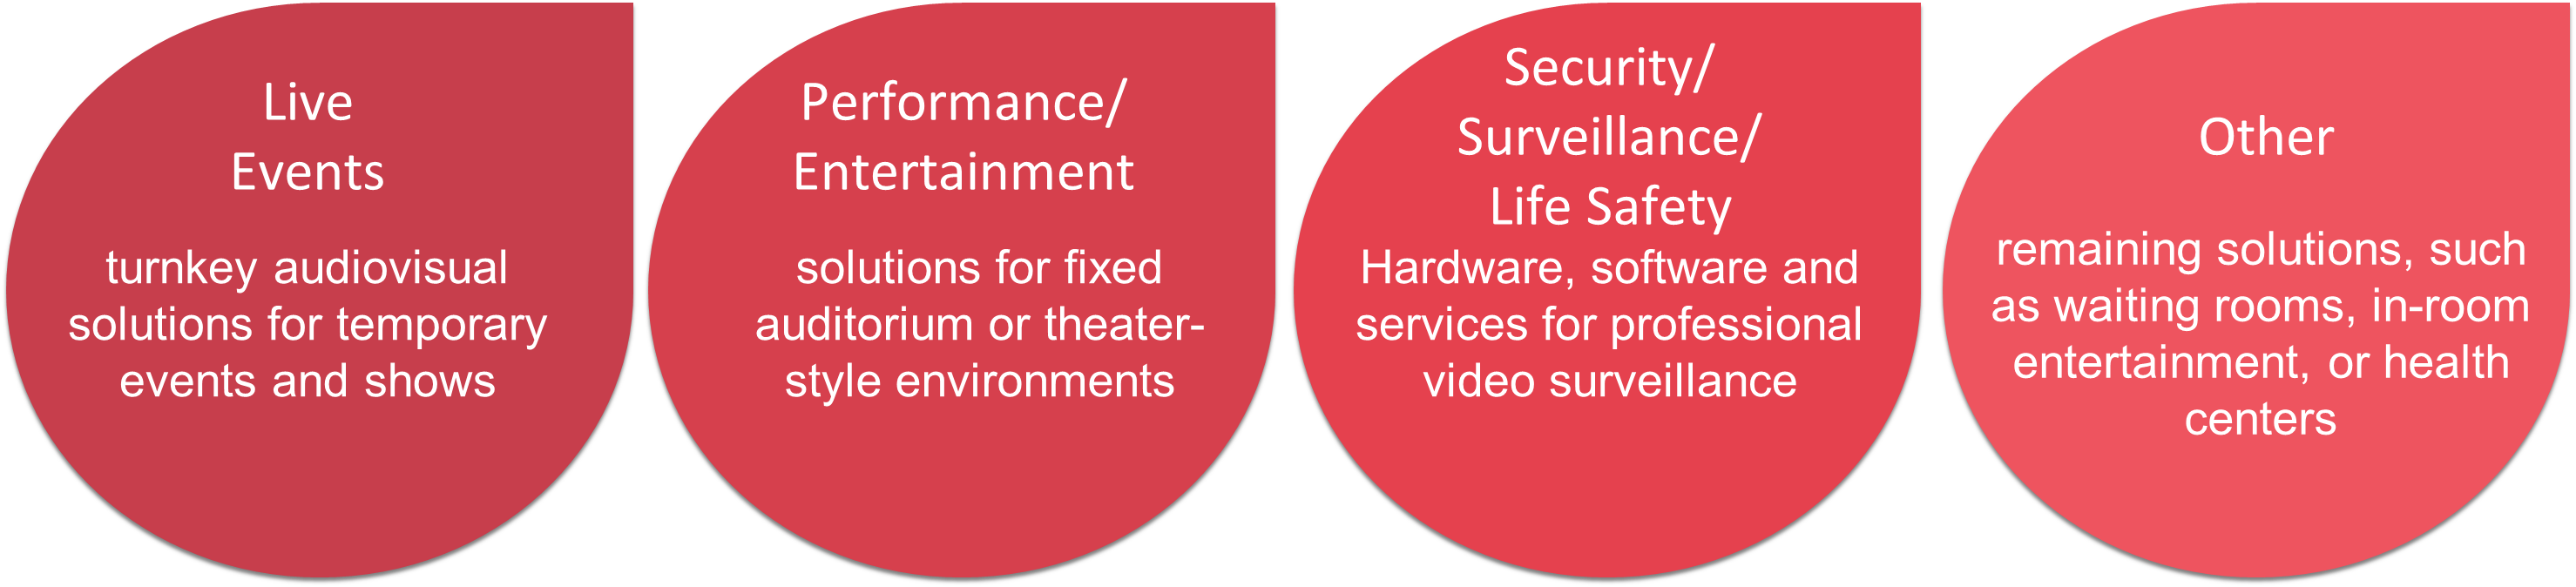 Live
Events
turnkey audiovisual
solutions for temporary
events and shows
Performance/
Entertainment
solutions for fixed
auditorium or theater-
style environments
Security/
Surveillance/
Life Safety
Hardware, software and
services for professional
video surveillance
Other
remaining solutions, such
as waiting rooms, in-room
entertainment, or health
centers